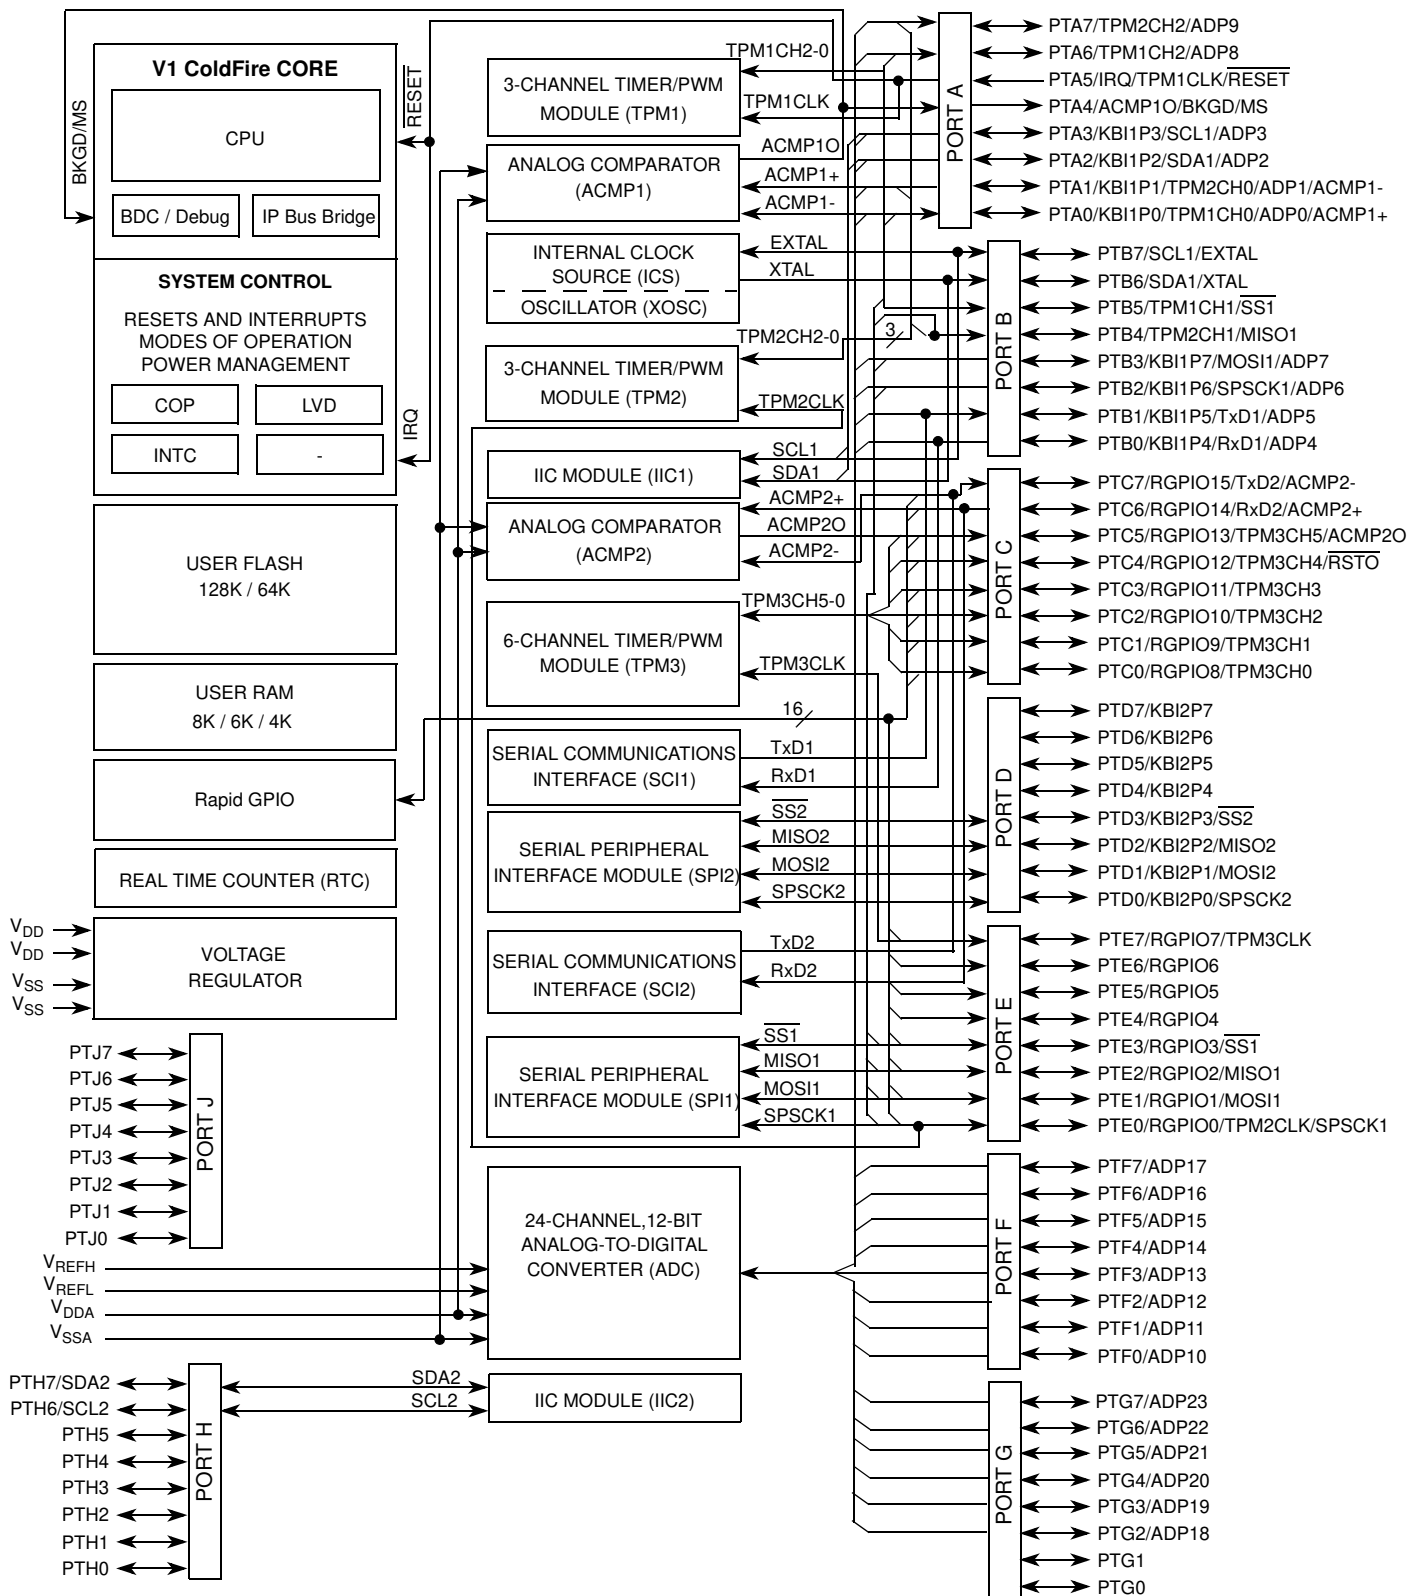 V1 ColdFire CORE
CPU
BDC / Debug
IP Bus Bridge
BKGD/MS
RESET
SYSTEM CONTROL
RESETS AND INTERRUPTS
MODES OF OPERATION
POWER MANAGEMENT
COP
LVD
INTC
-
IRQ
USER FLASH
128K / 64K
USER RAM
8K / 6K / 4K
Rapid GPIO
REAL TIME COUNTER (RTC)
VOLTAGE
REGULATOR
VDD
VDD
VSS
VSS
PTJ7
PTJ6
PTJ5
PTJ4
PTJ3
PTJ2
PTJ1
PTJ0
PORT J
VREFH
VREFL
VDDA
VSSA
PTH7/SDA2
PTH6/SCL2
PTH5
PTH4
PTH3
PTH2
PTH1
PTH0
PORT H
3-CHANNEL TIMER/PWM
MODULE (TPM1)
TPM1CH2-0
TPM1CLK
ANALOG COMPARATOR
(ACMP1)
ACMP1O
ACMP1+
ACMP1-
INTERNAL CLOCK
SOURCE (ICS)
OSCILLATOR (XOSC)
EXTAL
XTAL
3-CHANNEL TIMER/PWM
MODULE (TPM2)
TPM2CH2-0
3
TPM2CLK
IIC MODULE (IIC1)
SCL1
SDA1
ANALOG COMPARATOR
(ACMP2)
ACMP2+
ACMP2O
ACMP2-
6-CHANNEL TIMER/PWM
MODULE (TPM3)
TPM3CH5-0
TPM3CLK
16
SERIAL COMMUNICATIONS
INTERFACE (SCI1)
TxD1
RxD1
SERIAL PERIPHERAL
INTERFACE MODULE (SPI2)
SS2
MISO2
MOSI2
SPSCK2
SERIAL COMMUNICATIONS
INTERFACE (SCI2)
TxD2
RxD2
SERIAL PERIPHERAL
INTERFACE MODULE (SPI1)
SS1
MISO1
MOSI1
SPSCK1
24-CHANNEL,12-BIT
ANALOG-TO-DIGITAL
CONVERTER (ADC)
IIC MODULE (IIC2)
SDA2
SCL2
PORT A
PTA7/TPM2CH2/ADP9
PTA6/TPM1CH2/ADP8
PTA5/IRQ/TPM1CLK/RESET
PTA4/ACMP1O/BKGD/MS
PTA3/KBI1P3/SCL1/ADP3
PTA2/KBI1P2/SDA1/ADP2
PTA1/KBI1P1/TPM2CH0/ADP1/ACMP1-
PTA0/KBI1P0/TPM1CH0/ADP0/ACMP1+
PORT B
PTB7/SCL1/EXTAL
PTB6/SDA1/XTAL
PTB5/TPM1CH1/SS1
PTB4/TPM2CH1/MISO1
PTB3/KBI1P7/MOSI1/ADP7
PTB2/KBI1P6/SPSCK1/ADP6
PTB1/KBI1P5/TxD1/ADP5
PTB0/KBI1P4/RxD1/ADP4
PORT C
PTC7/RGPIO15/TxD2/ACMP2-
PTC6/RGPIO14/RxD2/ACMP2+
PTC5/RGPIO13/TPM3CH5/ACMP2O
PTC4/RGPIO12/TPM3CH4/RSTO
PTC3/RGPIO11/TPM3CH3
PTC2/RGPIO10/TPM3CH2
PTC1/RGPIO9/TPM3CH1
PTC0/RGPIO8/TPM3CH0
PORT D
PTD7/KBI2P7
PTD6/KBI2P6
PTD5/KBI2P5
PTD4/KBI2P4
PTD3/KBI2P3/SS2
PTD2/KBI2P2/MISO2
PTD1/KBI2P1/MOSI2
PTD0/KBI2P0/SPSCK2
PORT E
PTE7/RGPIO7/TPM3CLK
PTE6/RGPIO6
PTE5/RGPIO5
PTE4/RGPIO4
PTE3/RGPIO3/SS1
PTE2/RGPIO2/MISO1
PTE1/RGPIO1/MOSI1
PTE0/RGPIO0/TPM2CLK/SPSCK1
PORT F
PTF7/ADP17
PTF6/ADP16
PTF5/ADP15
PTF4/ADP14
PTF3/ADP13
PTF2/ADP12
PTF1/ADP11
PTF0/ADP10
PORT G
PTG7/ADP23
PTG6/ADP22
PTG5/ADP21
PTG4/ADP20
PTG3/ADP19
PTG2/ADP18
PTG1
PTG0